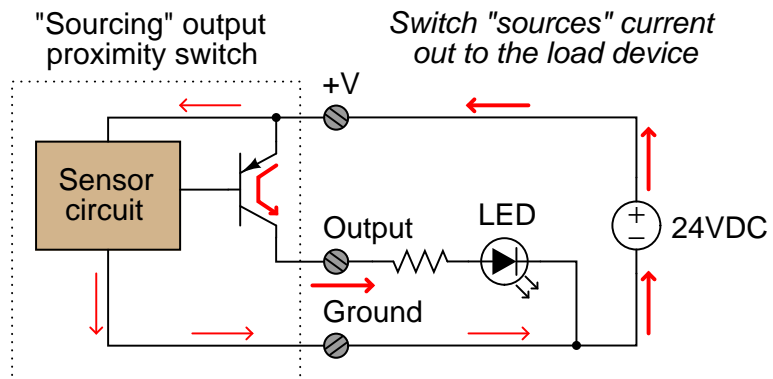 "Sourcing" output
proximity switch
Switch "sources" current
out to the load device
+V
Sensor
circuit
Output
LED
+
−
24VDC
Ground